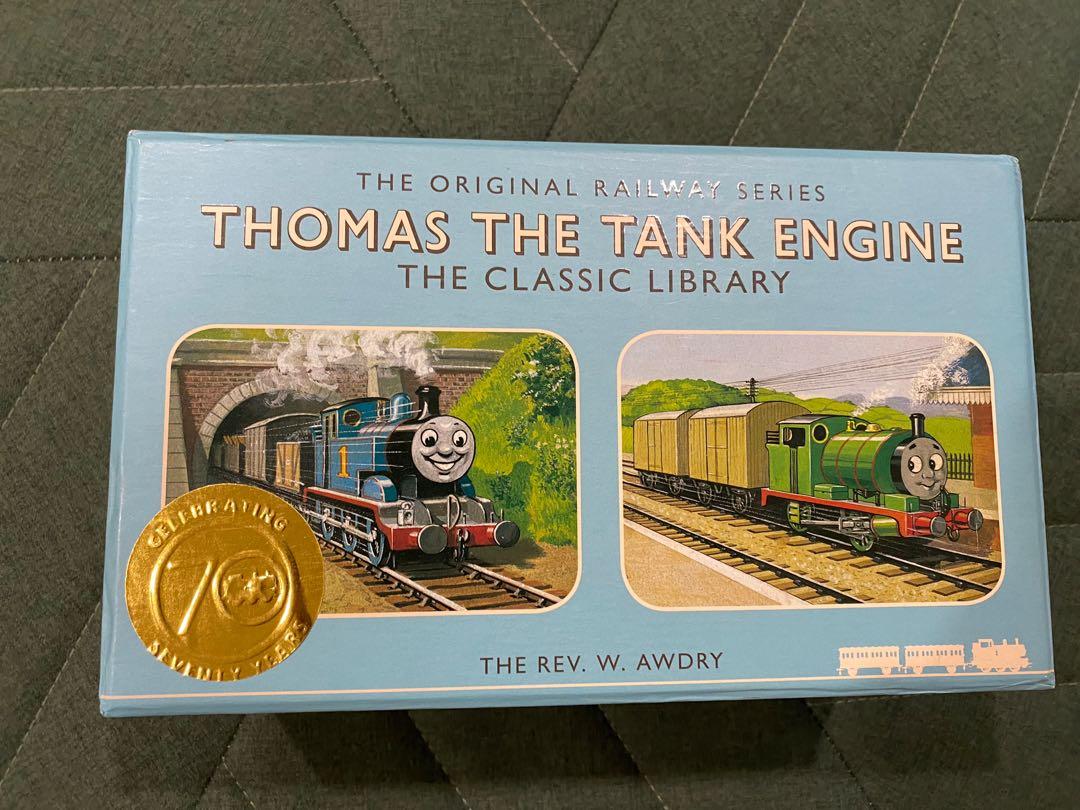 THE ORIGINAL RAILWAY SERIES
THOMAS THE TANK ENGINE
THE CLASSIC LIBRARY
1
CELEBRATING
70
SEVENTY YEARS
THE REV. W. AWDRY